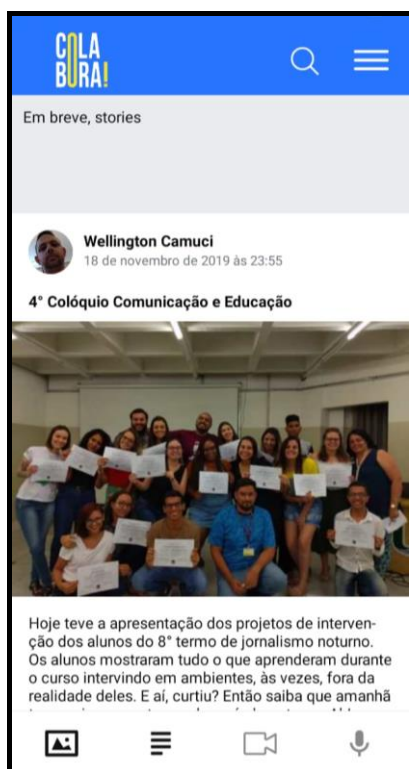 COLA
BORA!
Em breve, stories
Wellington Camuci
18 de novembro de 2019 às 23:55
4° Colóquio Comunicação e Educação
Hoje teve a apresentação dos projetos de interven-
ção dos alunos do 8° termo de jornalismo noturno.
Os alunos mostraram tudo o que aprenderam durante
o curso intervindo em ambientes, às vezes, fora da
realidade deles. E aí, curtiu? Então saiba que amanhã